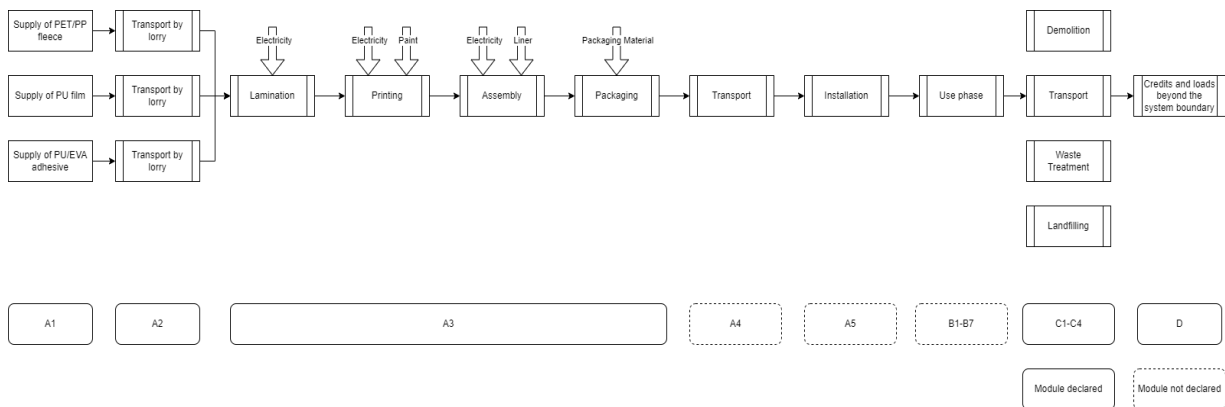 Supply of PET/PP
fleece
Transport by
lorry
Electricity
Electricity
Paint
Electricity
Liner
Packaging Material
Demolition
Supply of PU film
Transport by
lorry
Lamination
Printing
Assembly
Packaging
Transport
Installation
Use phase
Transport
Credits and loads
beyond the
system boundary
Supply of PU/EVA
adhesive
Transport by
lorry
Waste
Treatment
Landfilling
A1
A2
A3
A4
A5
B1-B7
C1-C4
D
Module declared
Module not declared